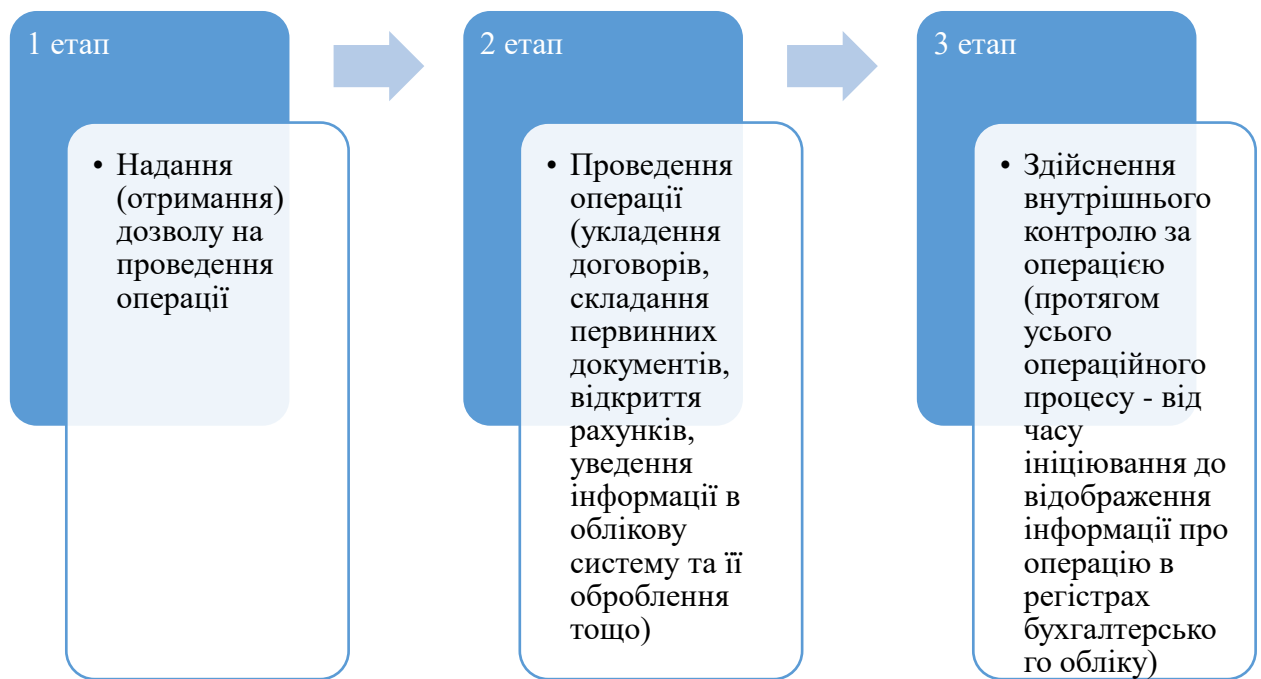 1 етап
• Надання
(отримання)
дозволу на
проведення
операції
2 етап
• Проведення
операції
(укладення
договорів,
складання
первинних
документів,
відкриття
рахунків,
уведення
інформації в
облікову
систему та її
оброблення
тощо)
3 етап
• Здійснення
внутрішнього
контролю за
операцією
(протягом
усього
операційного
процесу - від
часу
ініціювання до
відображення
інформації про
операцію в
регістрах
бухгалтерсько
го обліку)